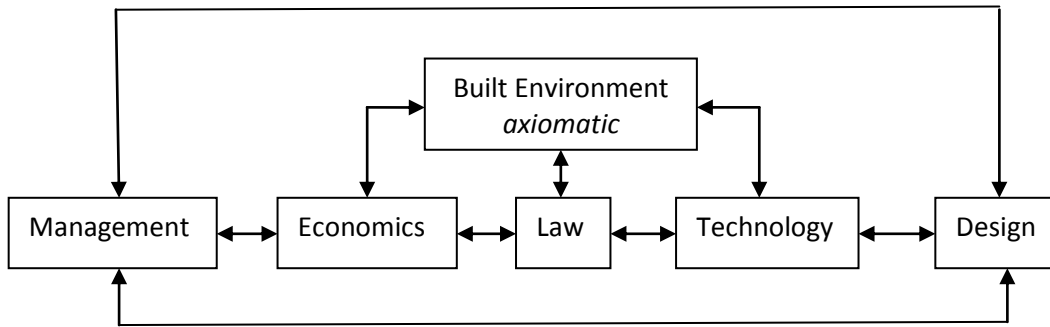 Built Environment
axiomatic
Management
Economics
Law
Technology
Design